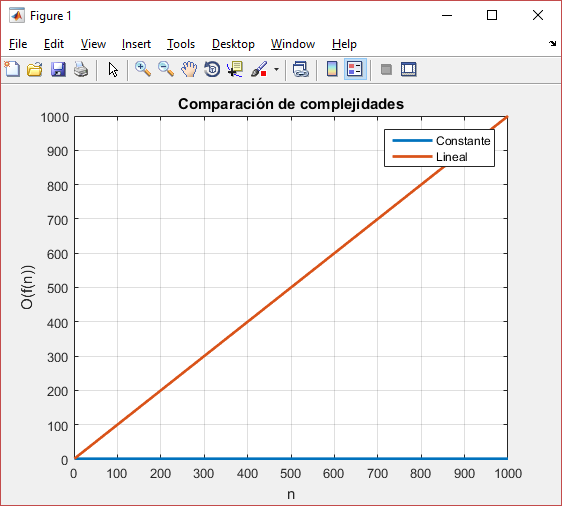 Figure 1
File Edit View Insert Tools Desktop Window Help
Comparación de complejidades
Constante
Lineal
O(f(n))
1000
900
800
700
600
500
400
300
200
100
0
0 100 200 300 400 500 600 700 800 900 1000
n